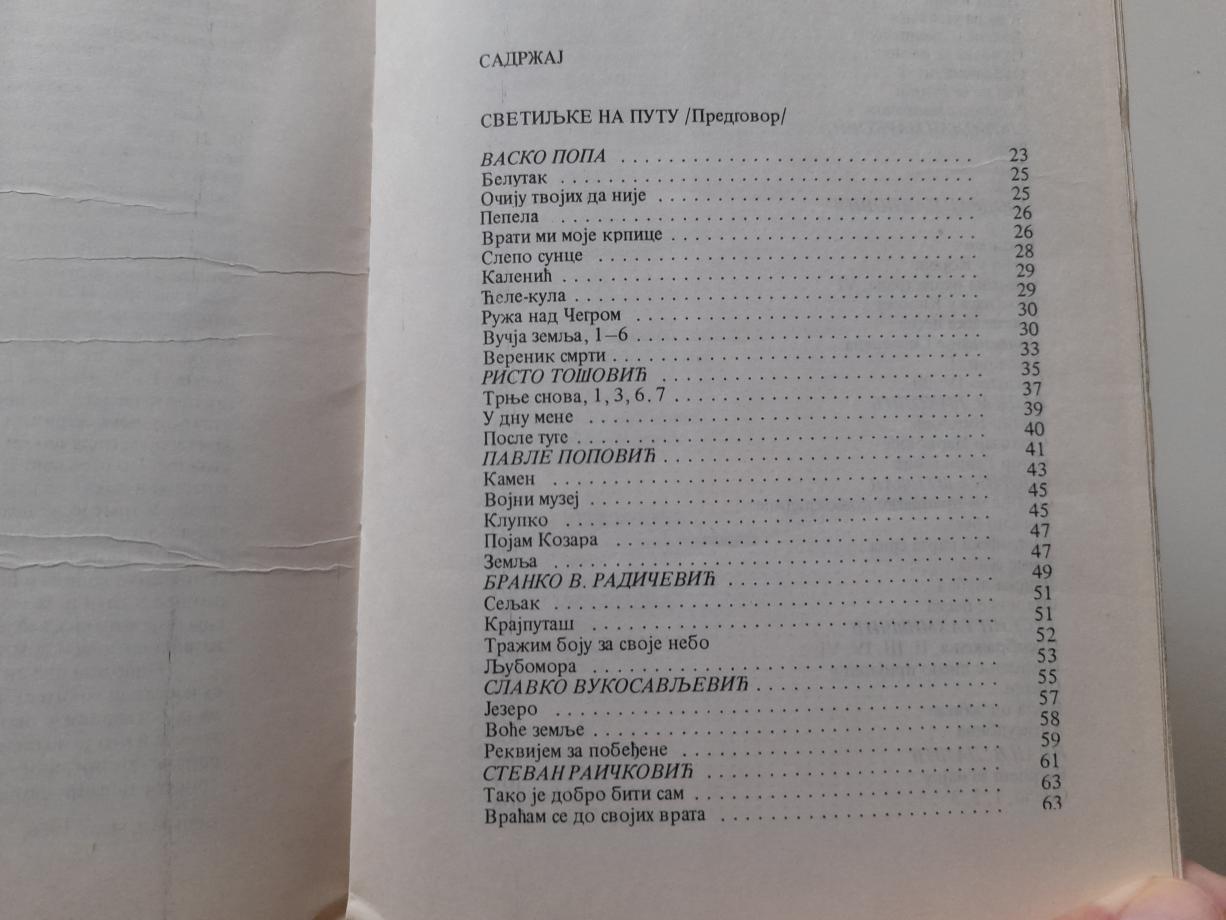 САДРЖАЈ
СВЕТИЉКЕ НА ПУТУ /Предговор/
ВАСКО ПОПА . . . . . . . . . . . . . . . . . . . . . . . . 23
Белутак . . . . . . . . . . . . . . . . . . . . . . . . . . . . 25
Очију твојих да није . . . . . . . . . . . . . . . . . . . . . . 25
Пепела . . . . . . . . . . . . . . . . . . . . . . . . . . . . 26
Врати ми моје крпице . . . . . . . . . . . . . . . . . . . . . 26
Слепо сунце . . . . . . . . . . . . . . . . . . . . . . . . . . 28
Каленић . . . . . . . . . . . . . . . . . . . . . . . . . . . . 29
Ћеле-кула . . . . . . . . . . . . . . . . . . . . . . . . . . . 29
Ружа над Чегром . . . . . . . . . . . . . . . . . . . . . . . 30
Вучја земља, 1—6 . . . . . . . . . . . . . . . . . . . . . . . 30
Вереник смрти . . . . . . . . . . . . . . . . . . . . . . . . . 33
РИСТО ТОШОВИЋ . . . . . . . . . . . . . . . . . . . . . . 35
Трње снова, 1, 3, 6. 7 . . . . . . . . . . . . . . . . . . . . . 37
У дну мене . . . . . . . . . . . . . . . . . . . . . . . . . . . 39
После туге . . . . . . . . . . . . . . . . . . . . . . . . . . . 40
ПАВЛЕ ПОПОВИЋ . . . . . . . . . . . . . . . . . . . . . . 41
Камен . . . . . . . . . . . . . . . . . . . . . . . . . . . . . 43
Војни музеј . . . . . . . . . . . . . . . . . . . . . . . . . . . 45
Клупко . . . . . . . . . . . . . . . . . . . . . . . . . . . . . 45
Појам Козара . . . . . . . . . . . . . . . . . . . . . . . . . 47
Земља . . . . . . . . . . . . . . . . . . . . . . . . . . . . . 47
БРАНКО В. РАДИЧЕВИЋ . . . . . . . . . . . . . . . . . . 49
Сељак . . . . . . . . . . . . . . . . . . . . . . . . . . . . . 51
Крајпуташ . . . . . . . . . . . . . . . . . . . . . . . . . . . 51
Тражим боју за своје небо 52
Љубомора . . . . . . . . . . . . . . . . . . . . . . . . . . . 53
СЛАВКО ВУКОСАВЉЕВИЋ . . . . . . . . . . . . . . . . . 55
Језеро . . . . . . . . . . . . . . . . . . . . . . . . . . . . . 57
Воће земље . . . . . . . . . . . . . . . . . . . . . . . . . . 58
Реквијем за побеђене . . . . . . . . . . . . . . . . . . . . . 59
СТЕВАН РАИЧКОВИЋ . . . . . . . . . . . . . . . . . . . . 61
Тако је добро бити сам . . . . . . . . . . . . . . . . . . . . . 63
Враћам се до својих врата . . . . . . . . . . . . . . . . . . . 63